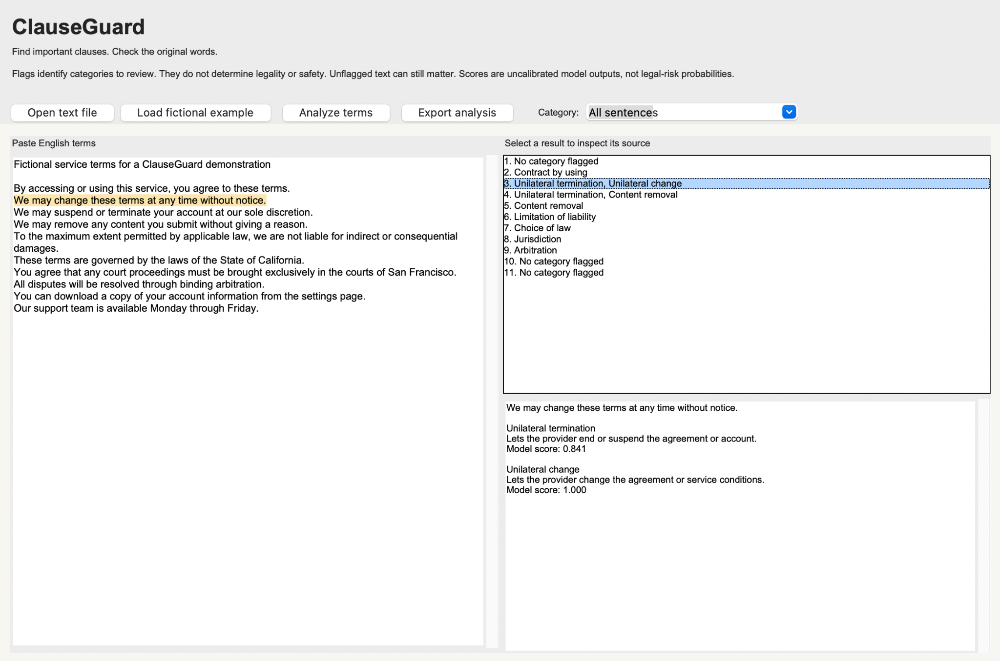 ClauseGuard
Find important clauses. Check the original words.
Flags identify categories to review. They do not determine legality or safety. Unflagged text can still matter. Scores are uncalibrated model outputs, not legal-risk probabilities.
Open text file
Load fictional example
Analyze terms
Export analysis
Category:
All sentences
Paste English terms
Fictional service terms for a ClauseGuard demonstration
By accessing or using this service, you agree to these terms.
We may change these terms at any time without notice.
We may suspend or terminate your account at our sole discretion.
We may remove any content you submit without giving a reason.
To the maximum extent permitted by applicable law, we are not liable for indirect or consequential
damages.
These terms are governed by the laws of the State of California.
You agree that any court proceedings must be brought exclusively in the courts of San Francisco.
All disputes will be resolved through binding arbitration.
You can download a copy of your account information from the settings page.
Our support team is available Monday through Friday.
Select a result to inspect its source
1. No category flagged
2. Contract by using
3. Unilateral termination, Unilateral change
4. Unilateral termination, Content removal
5. Content removal
6. Limitation of liability
7. Choice of law
8. Jurisdiction
9. Arbitration
10. No category flagged
11. No category flagged
We may change these terms at any time without notice.
Unilateral termination
Lets the provider end or suspend the agreement or account.
Model score: 0.841
Unilateral change
Lets the provider change the agreement or service conditions.
Model score: 1.000